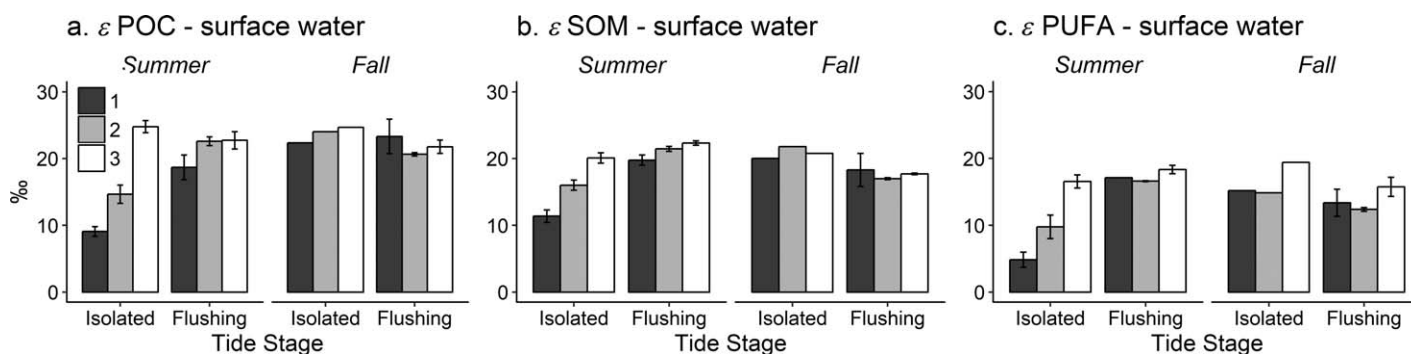 a. ε POC - surface water
Summer Fall
30
20
10
0
‰
1
2
3
Isolated Flushing Isolated Flushing
Tide Stage
b. ε SOM - surface water
Summer Fall
30
20
10
0
Isolated Flushing Isolated Flushing
Tide Stage
c. ε PUFA - surface water
Summer Fall
30
20
10
0
Isolated Flushing Isolated Flushing
Tide Stage